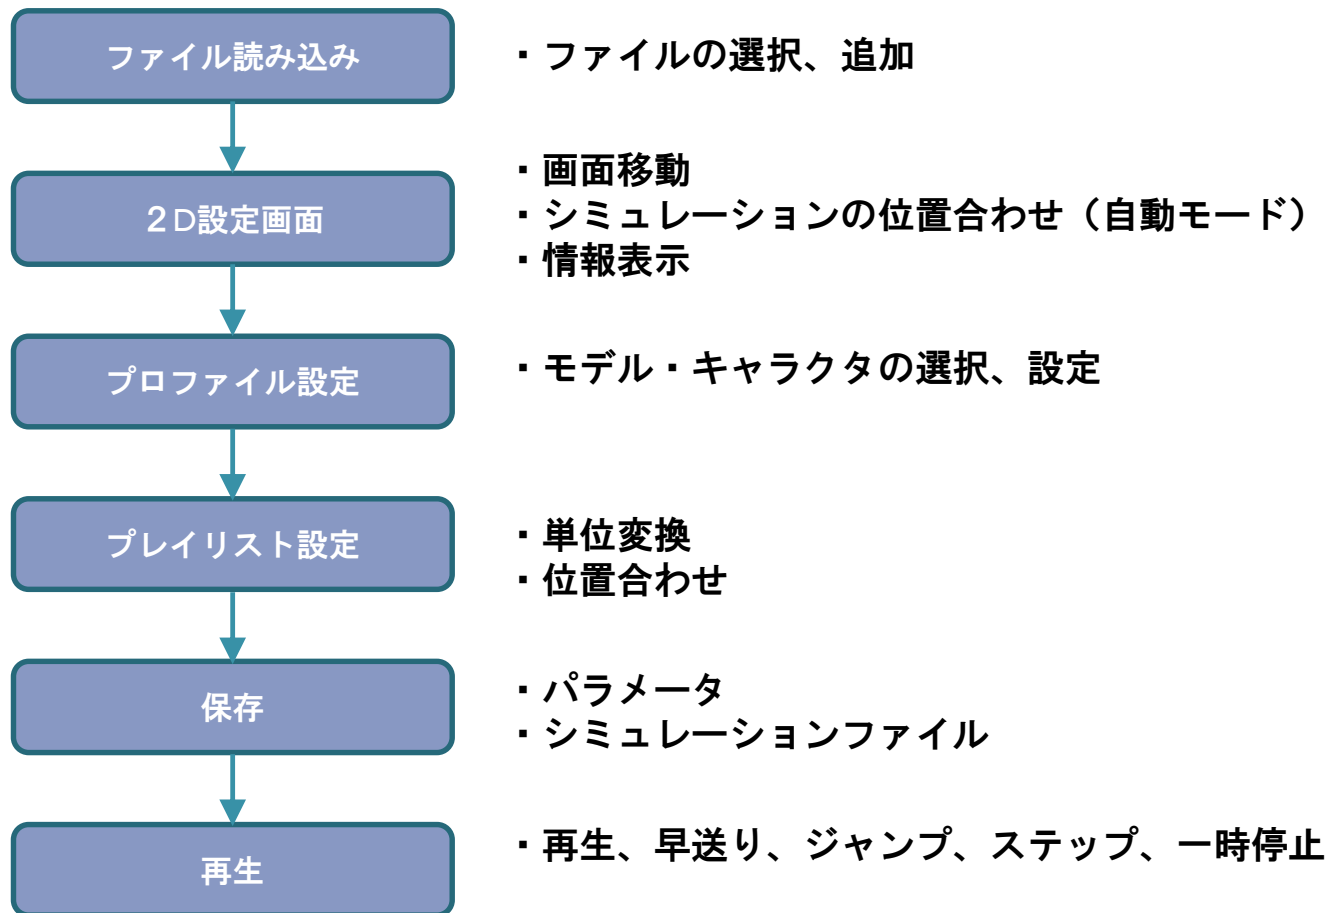 ファイル読み込み
・ファイルの選択、追加
２D設定画面
・画面移動
・シミュレーションの位置合わせ（自動モード）
・情報表示
プロファイル設定
・モデル・キャラクタの選択、設定
プレイリスト設定
・単位変換
・位置合わせ
保存
・パラメータ
・シミュレーションファイル
再生
・再生、早送り、ジャンプ、ステップ、一時停止